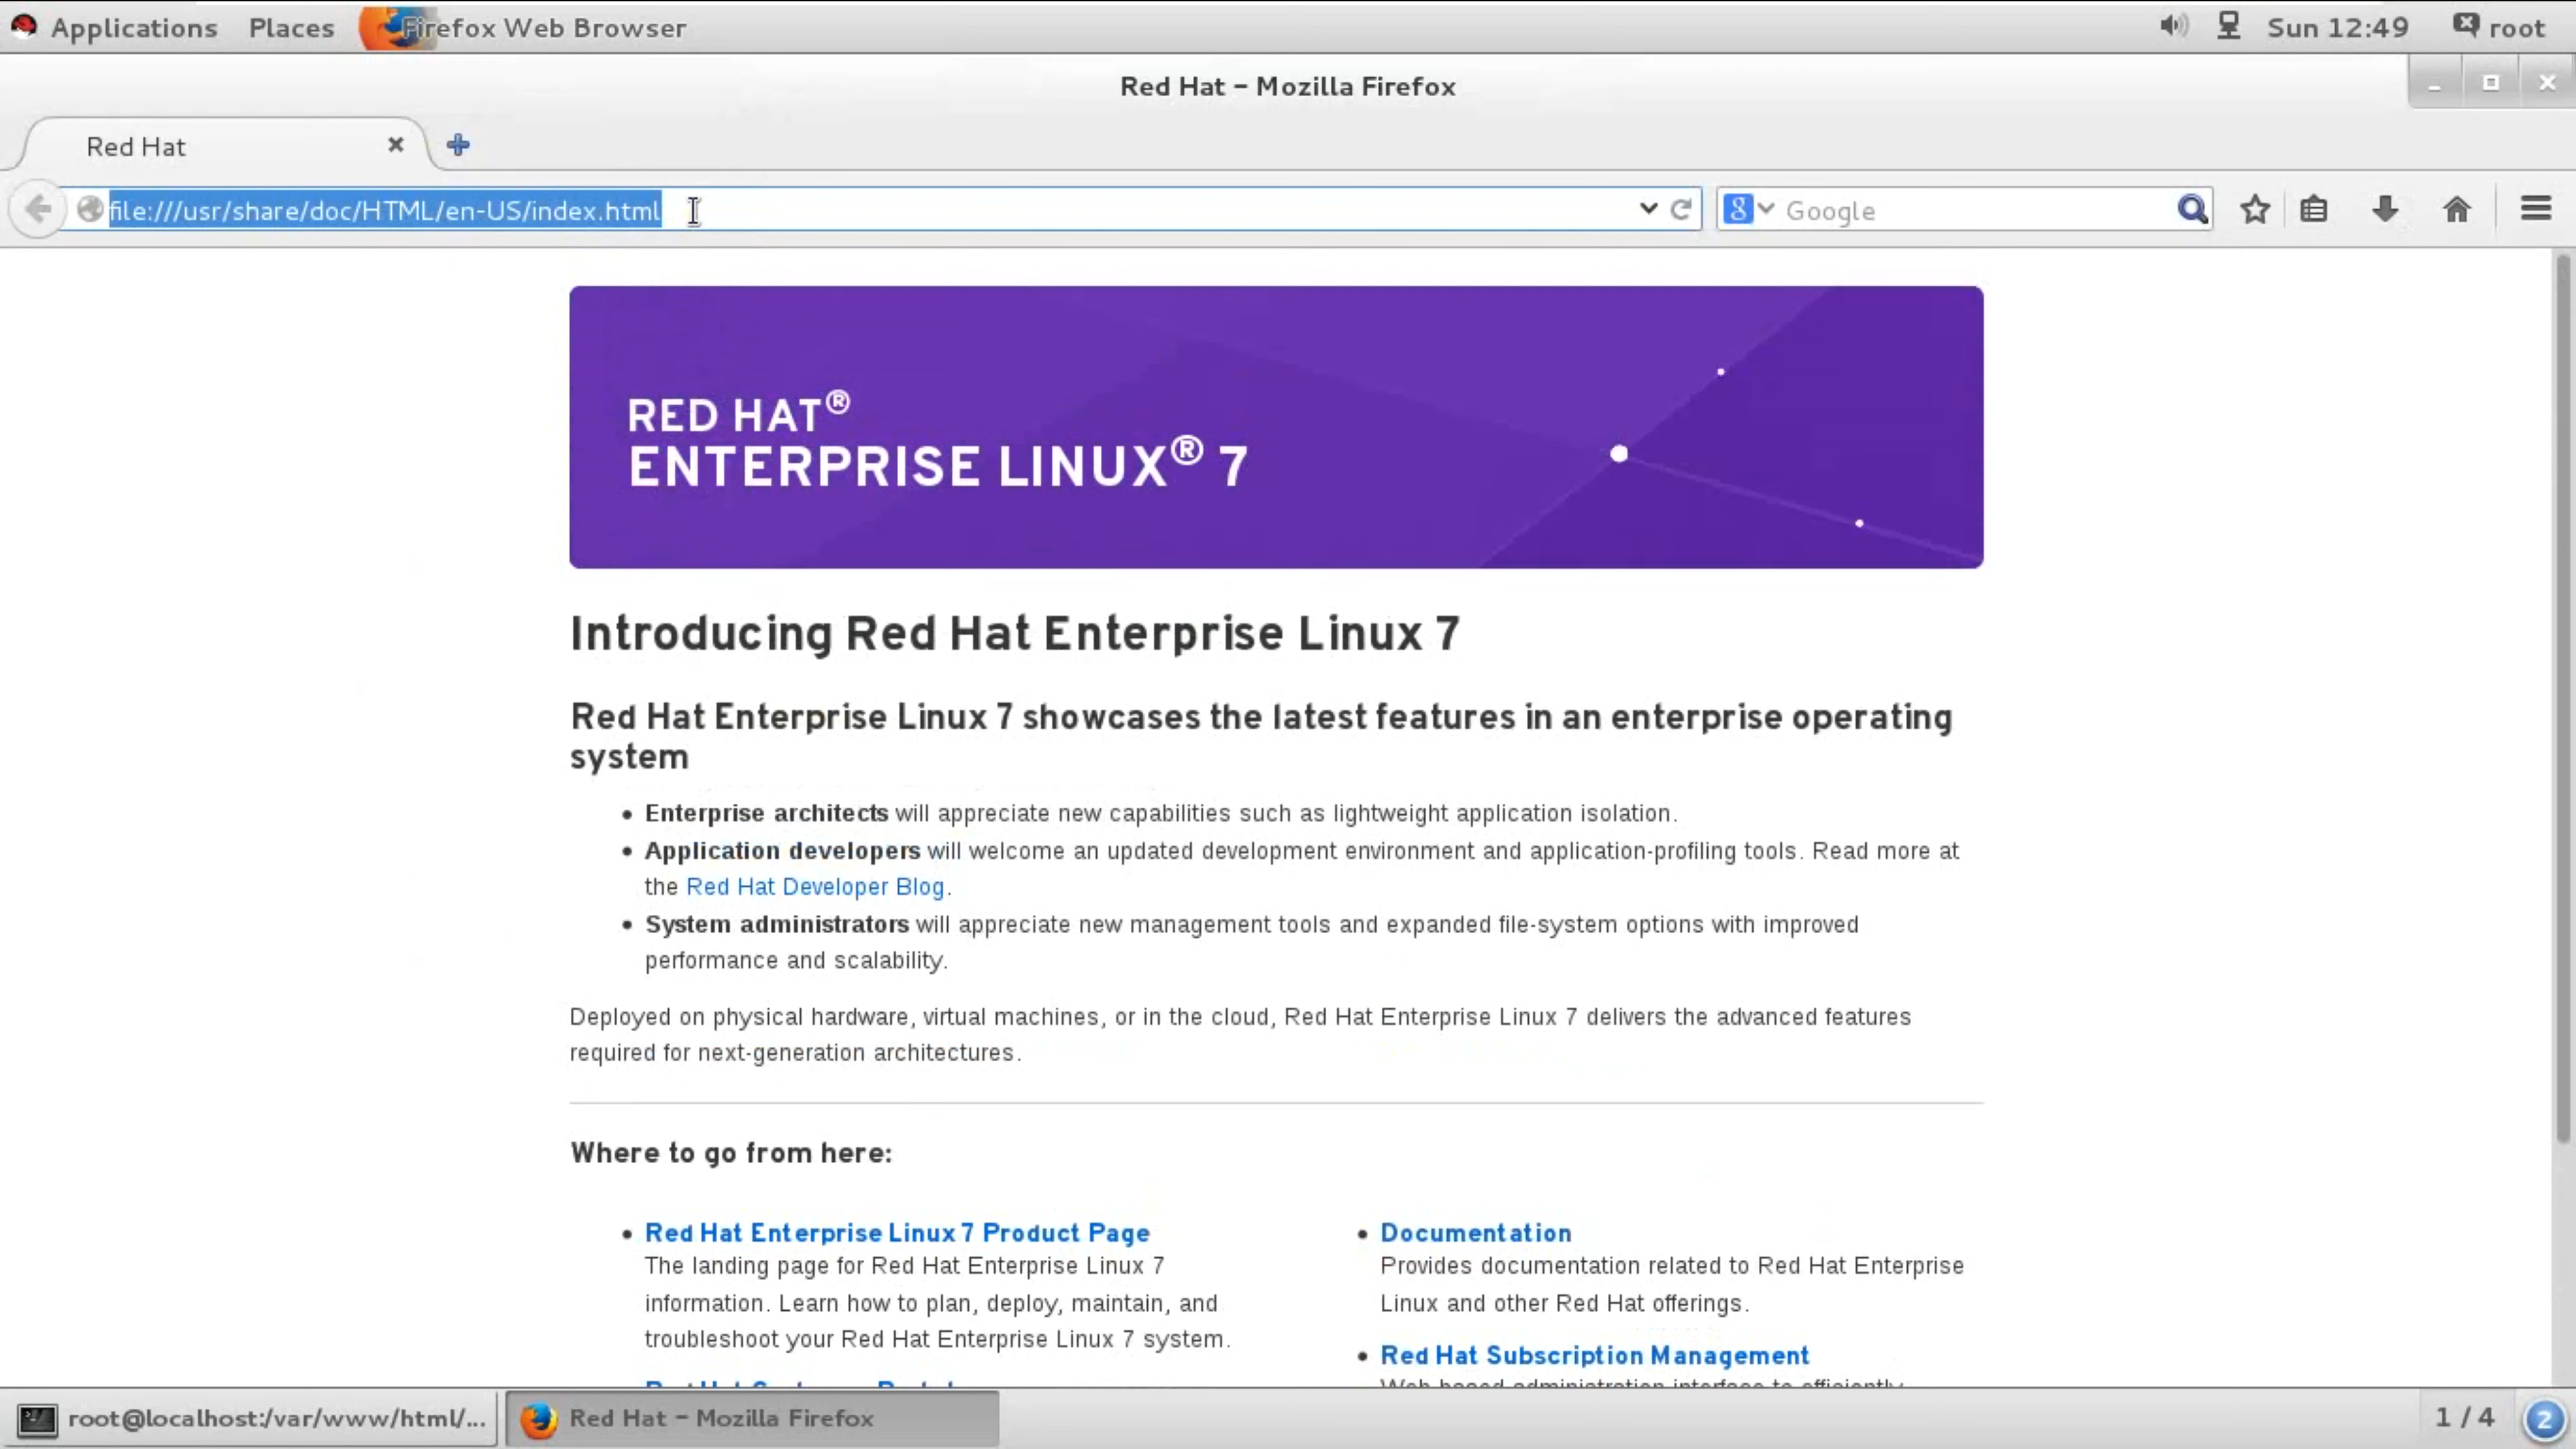 Applications Places Firefox Web Browser Sun 12:49 root
Red Hat – Mozilla Firefox
Red Hat
file:///usr/share/doc/HTML/en-US/index.html Google
RED HAT®
ENTERPRISE LINUX® 7
Introducing Red Hat Enterprise Linux 7
Red Hat Enterprise Linux 7 showcases the latest features in an enterprise operating
system
• Enterprise architects will appreciate new capabilities such as lightweight application isolation.
• Application developers will welcome an updated development environment and application-profiling tools. Read more at
the Red Hat Developer Blog.
• System administrators will appreciate new management tools and expanded file-system options with improved
performance and scalability.
Deployed on physical hardware, virtual machines, or in the cloud, Red Hat Enterprise Linux 7 delivers the advanced features
required for next-generation architectures.
Where to go from here:
• Red Hat Enterprise Linux 7 Product Page
The landing page for Red Hat Enterprise Linux 7
information. Learn how to plan, deploy, maintain, and
troubleshoot your Red Hat Enterprise Linux 7 system.
• Documentation
Provides documentation related to Red Hat Enterprise
Linux and other Red Hat offerings.
• Red Hat Subscription Management
root@localhost:/var/www/html/... Red Hat – Mozilla Firefox 1 / 4 2